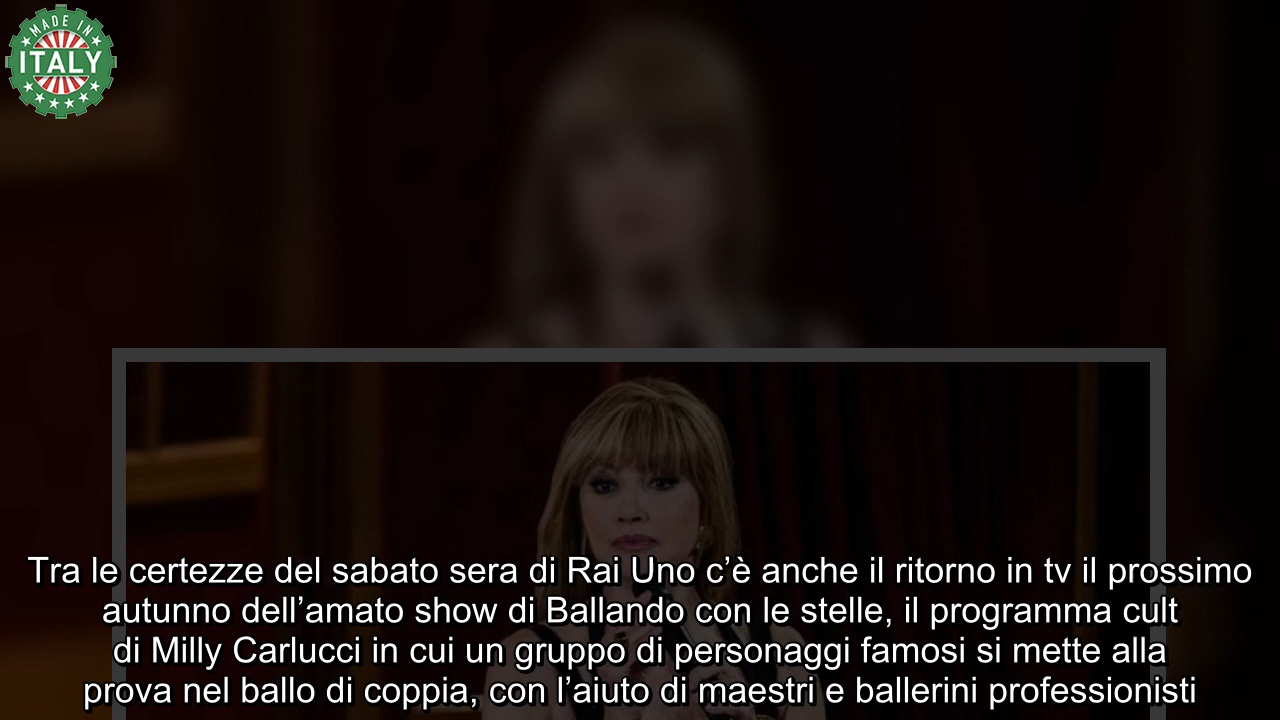 MADE IN
ITALY
Tra le certezze del sabato sera di Rai Uno c’è anche il ritorno in tv il prossimo
autunno dell’amato show di Ballando con le stelle, il programma cult
di Milly Carlucci in cui un gruppo di personaggi famosi si mette alla
prova nel ballo di coppia, con l’aiuto di maestri e ballerini professionisti